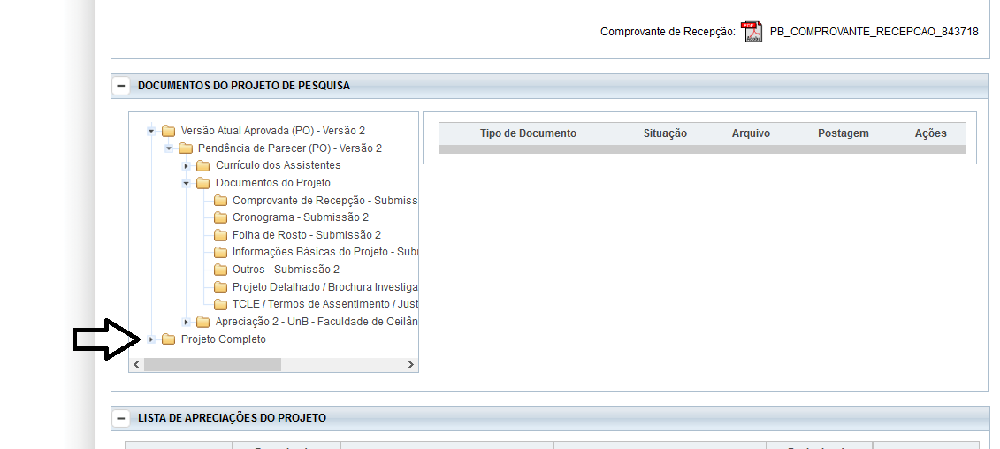 Comprovante de Recepção: PB_COMPROVANTE_RECEPCAO_843718
DOCUMENTOS DO PROJETO DE PESQUISA
Versão Atual Aprovada (PO) - Versão 2
Pendência de Parecer (PO) - Versão 2
Currículo dos Assistentes
Documentos do Projeto
Comprovante de Recepção - Submiss
Cronograma - Submissão 2
Folha de Rosto - Submissão 2
Informações Básicas do Projeto - Sub
Outros - Submissão 2
Projeto Detalhado / Brochura Investiga
TCLE / Termos de Assentimento / Just
Apreciação 2 - UnB - Faculdade de Ceilân
Projeto Completo
Tipo de Documento Situação Arquivo Postagem Ações
LISTA DE APRECIAÇÕES DO PROJETO